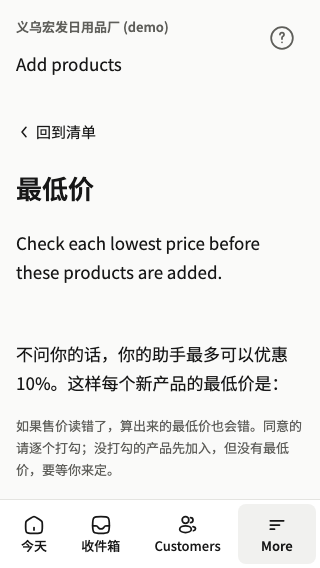 义乌宏发日用品厂 (demo)
Add products
回到清单
最低价
Check each lowest price before
these products are added.
不问你的话，你的助手最多可以优惠
10%。这样每个新产品的最低价是：
如果售价读错了，算出来的最低价也会错。同意的
请逐个打勾；没打勾的产品先加入，但没有最低
价，要等你来定。
今天
收件箱
Customers
More